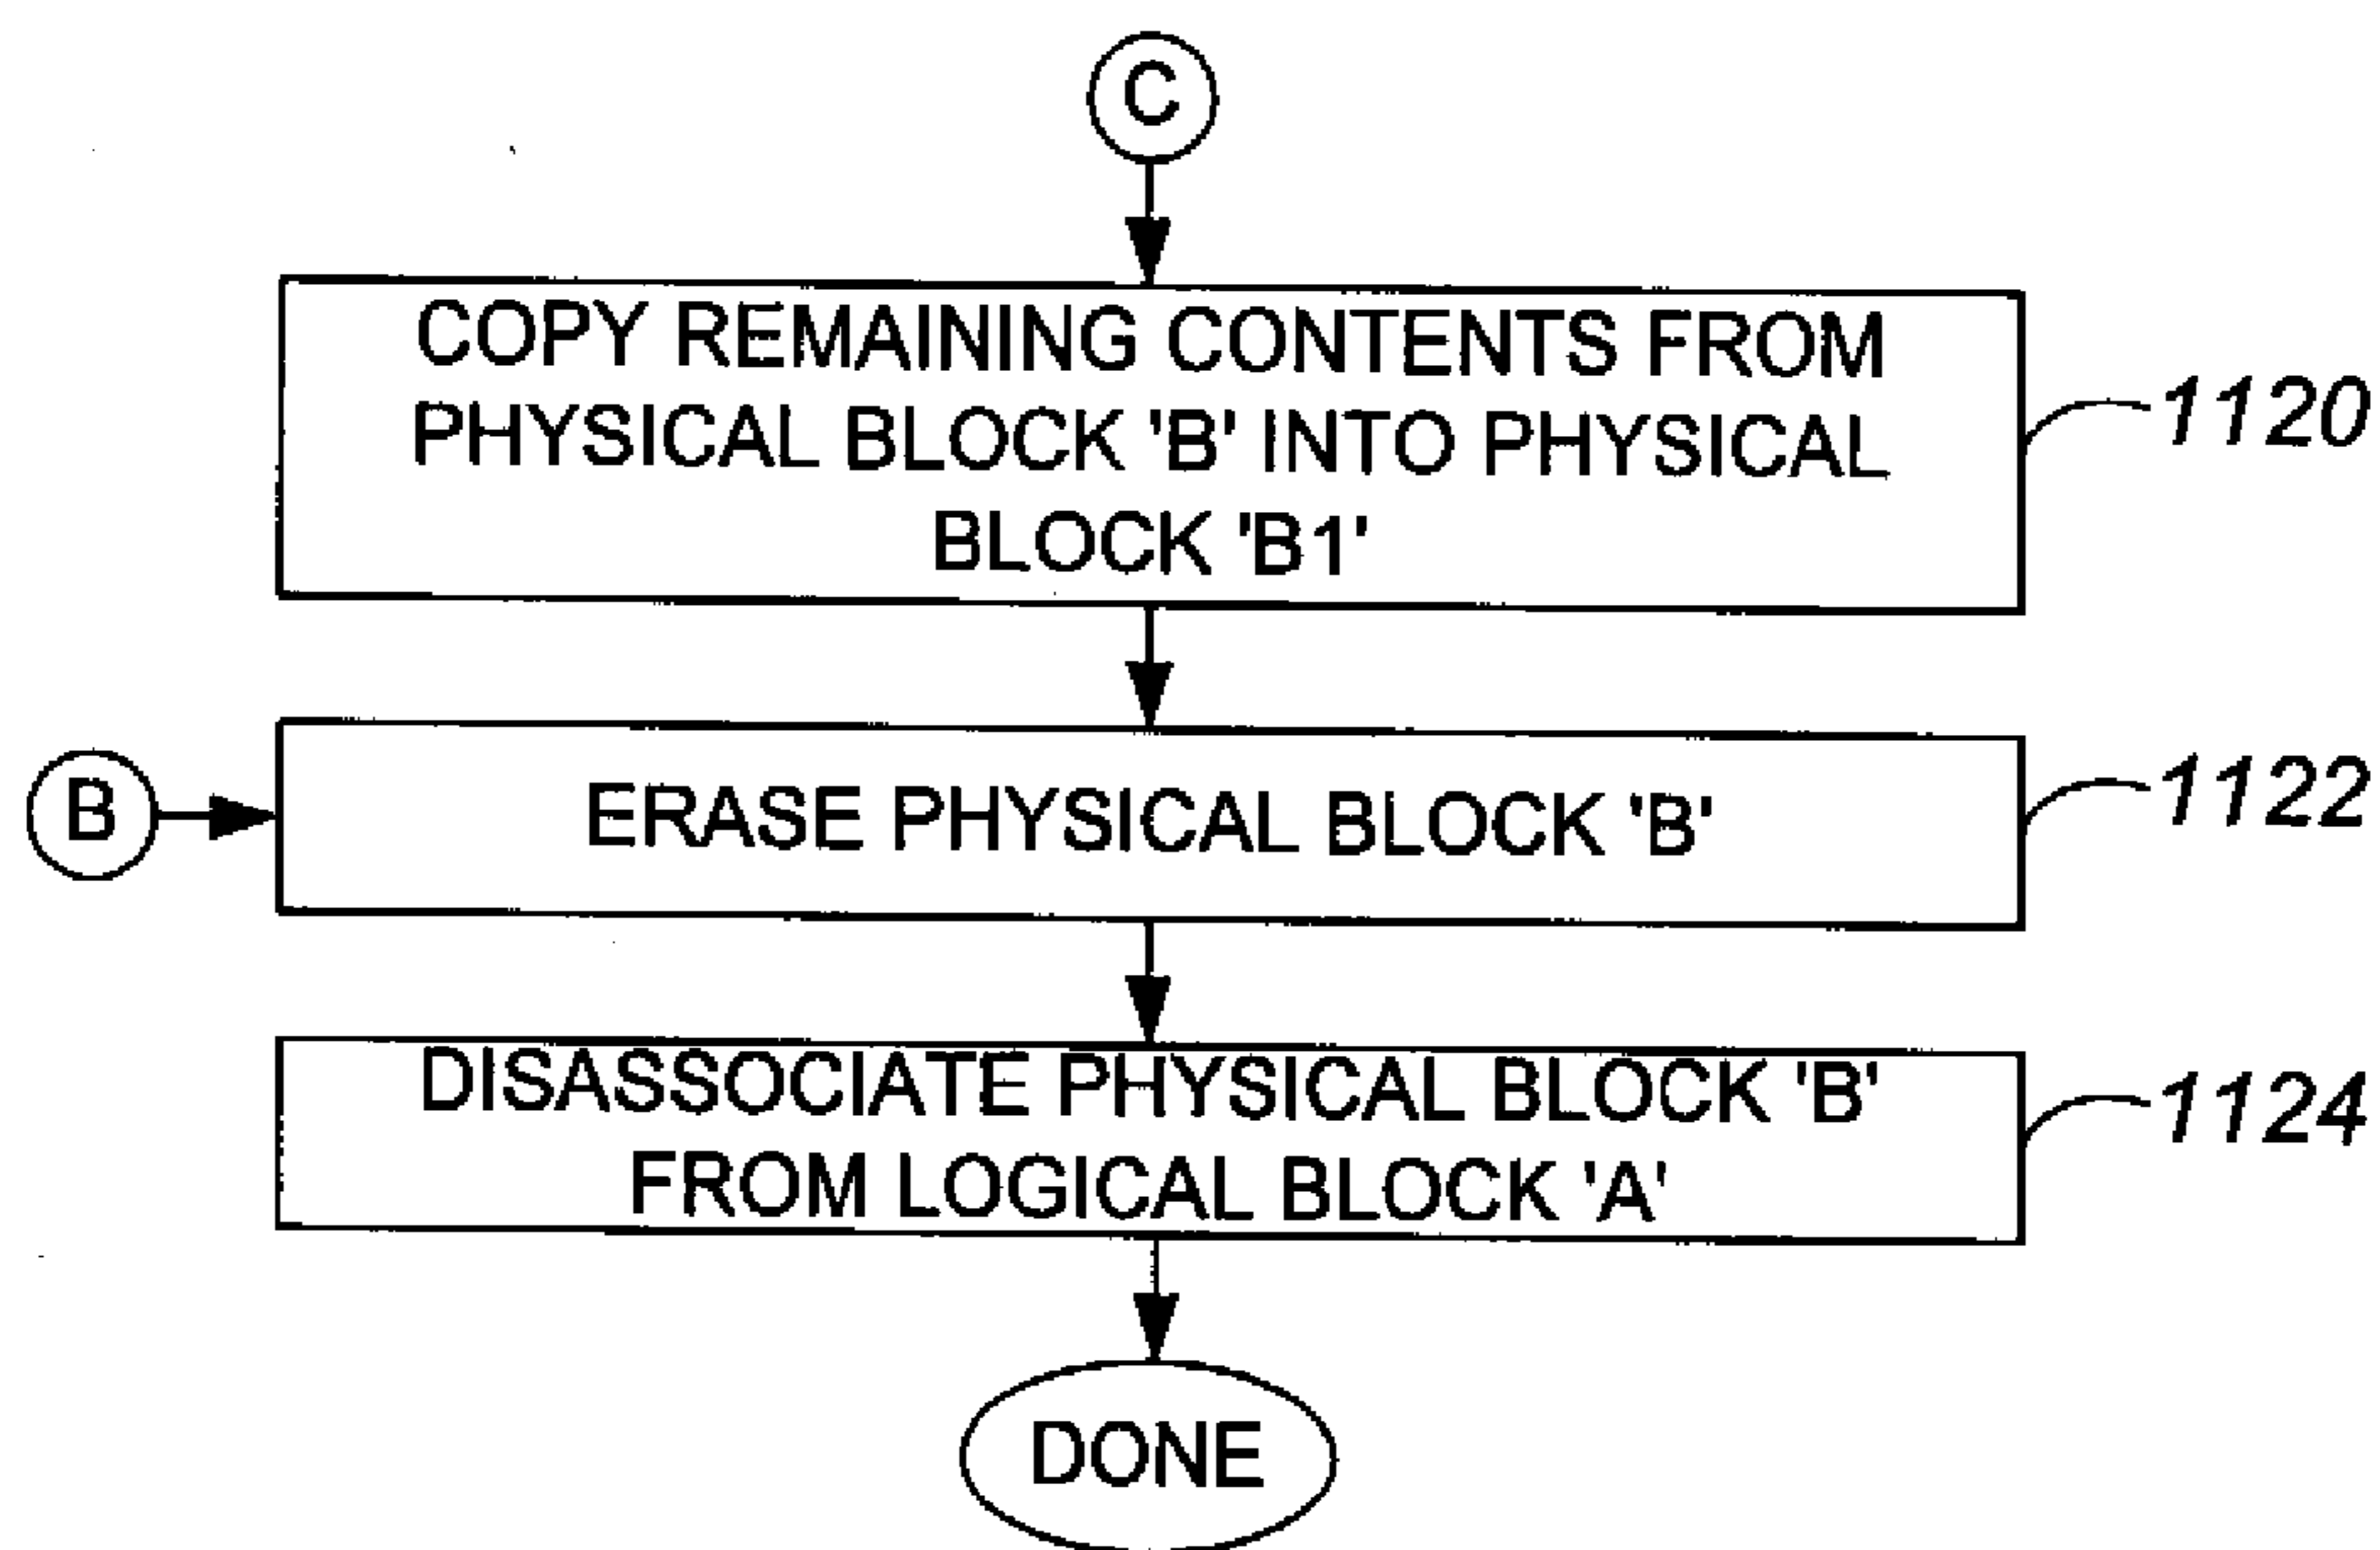 C
COPY REMAINING CONTENTS FROM
PHYSICAL BLOCK 'B' INTO PHYSICAL
BLOCK 'B1'
1120
B
ERASE PHYSICAL BLOCK 'B'
1122
DISASSOCIATE PHYSICAL BLOCK 'B'
FROM LOGICAL BLOCK 'A'
1124
DONE